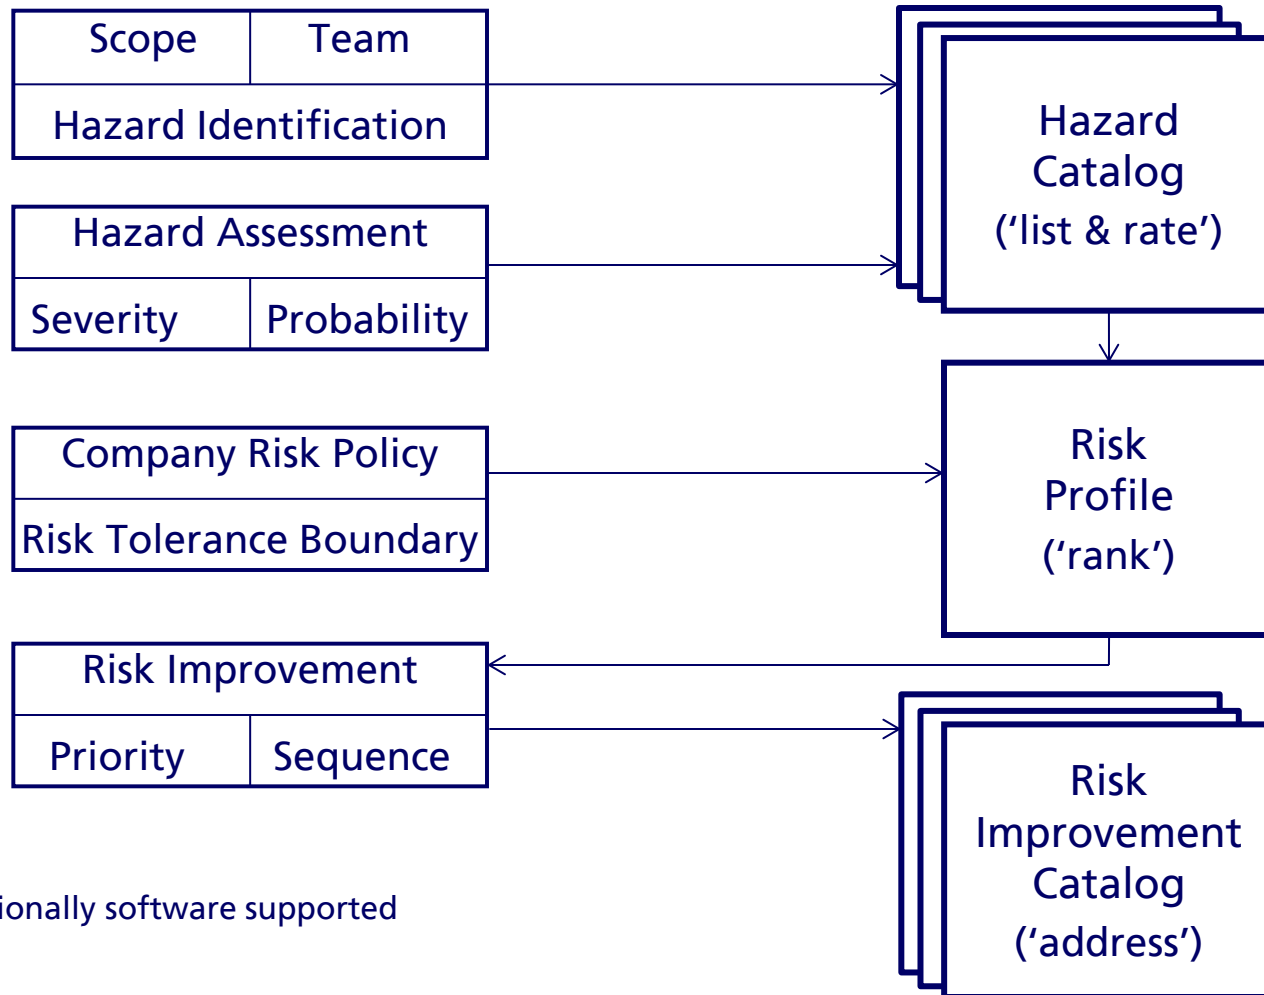 Scope
Team
Hazard Identification
Hazard
Catalog
(‘list & rate’)
Hazard Assessment
Severity
Probability
Company Risk Policy
Risk Tolerance Boundary
Risk
Profile
(‘rank’)
Risk Improvement
Priority
Sequence
Risk
Improvement
Catalog
(‘address’)
ionally software supported